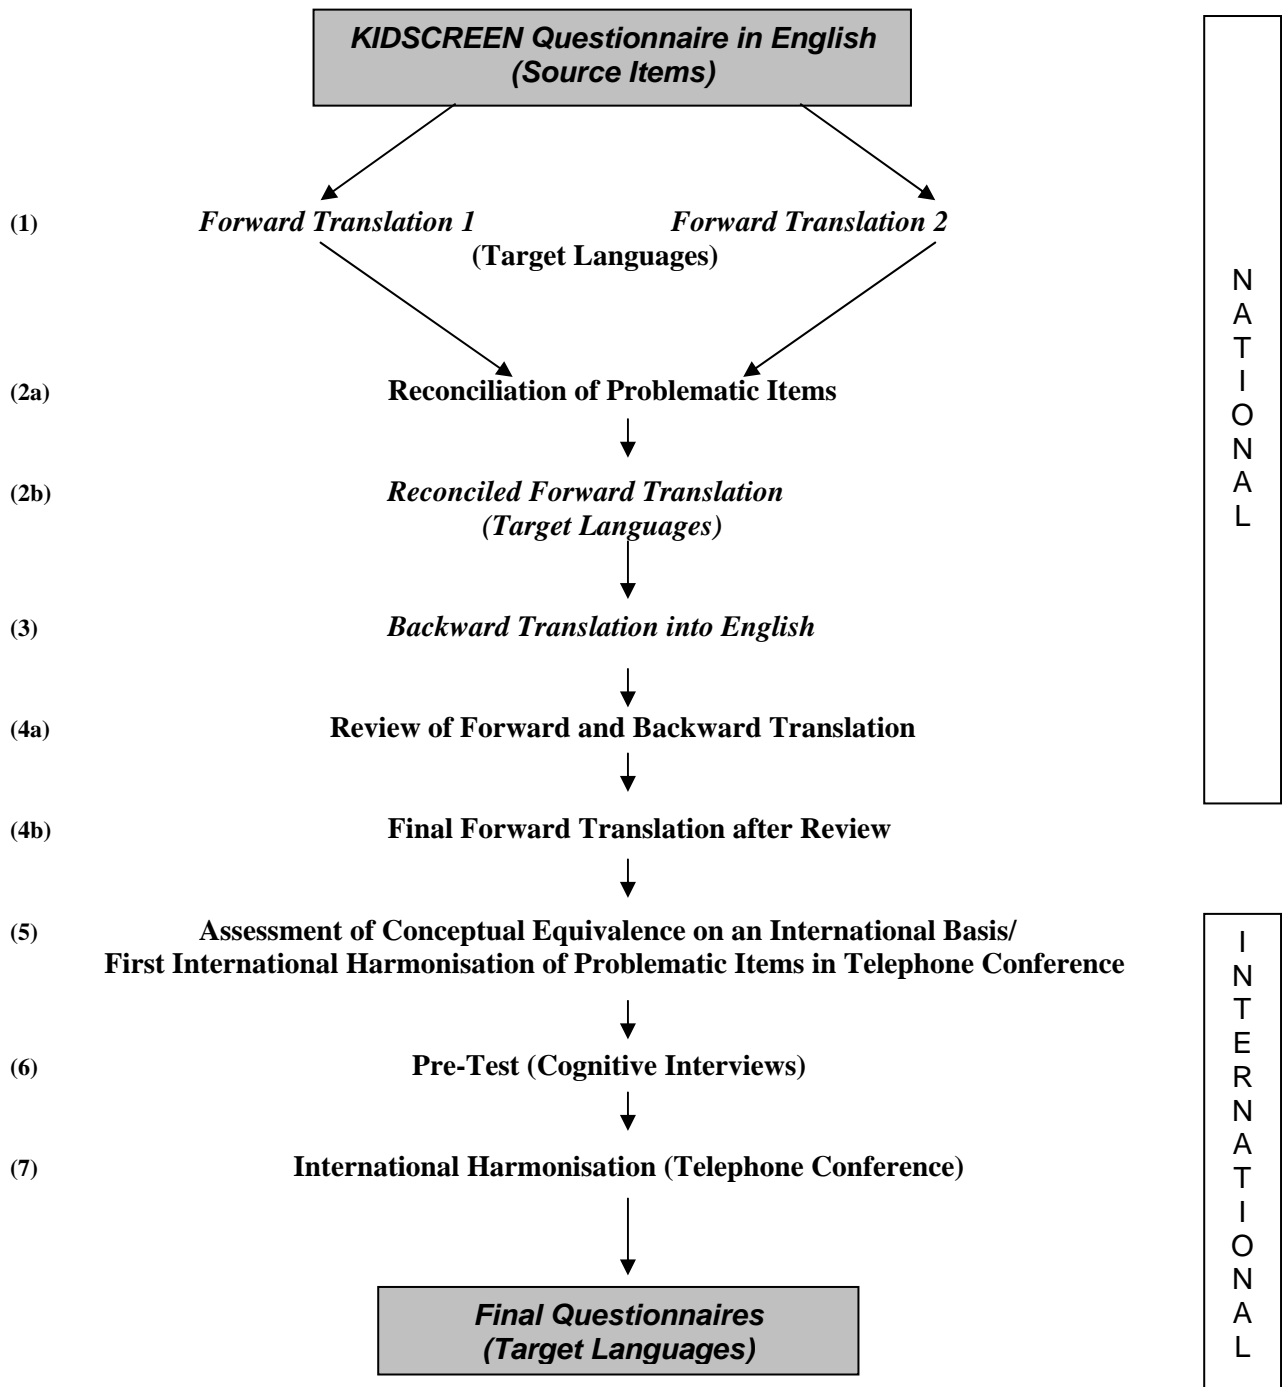 KIDSCREEN Questionnaire in English
(Source Items)
(1) Forward Translation 1 Forward Translation 2
(Target Languages)
(2a) Reconciliation of Problematic Items
(2b) Reconciled Forward Translation
(Target Languages)
(3) Backward Translation into English
(4a) Review of Forward and Backward Translation
(4b) Final Forward Translation after Review
(5) Assessment of Conceptual Equivalence on an International Basis/
First International Harmonisation of Problematic Items in Telephone Conference
(6) Pre-Test (Cognitive Interviews)
(7) International Harmonisation (Telephone Conference)
Final Questionnaires
(Target Languages)
NATIONAL
INTERNATIONAL